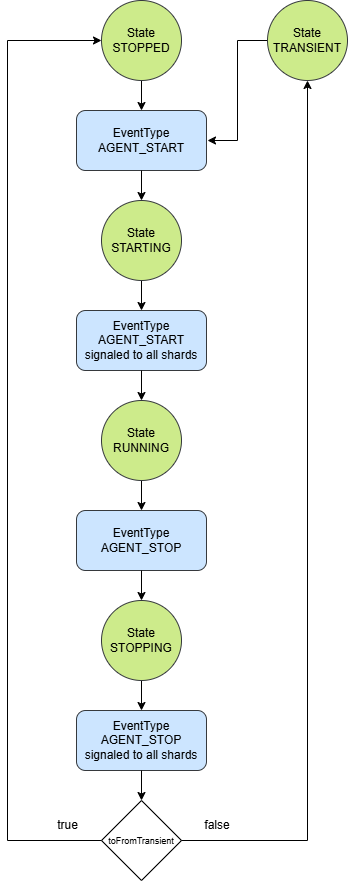 State
STOPPED
State
TRANSIENT
EventType
AGENT_START
State
STARTING
EventType
AGENT_START
signaled to all shards
State
RUNNING
EventType
AGENT_STOP
State
STOPPING
EventType
AGENT_STOP
signaled to all shards
true
false
toFromTransient